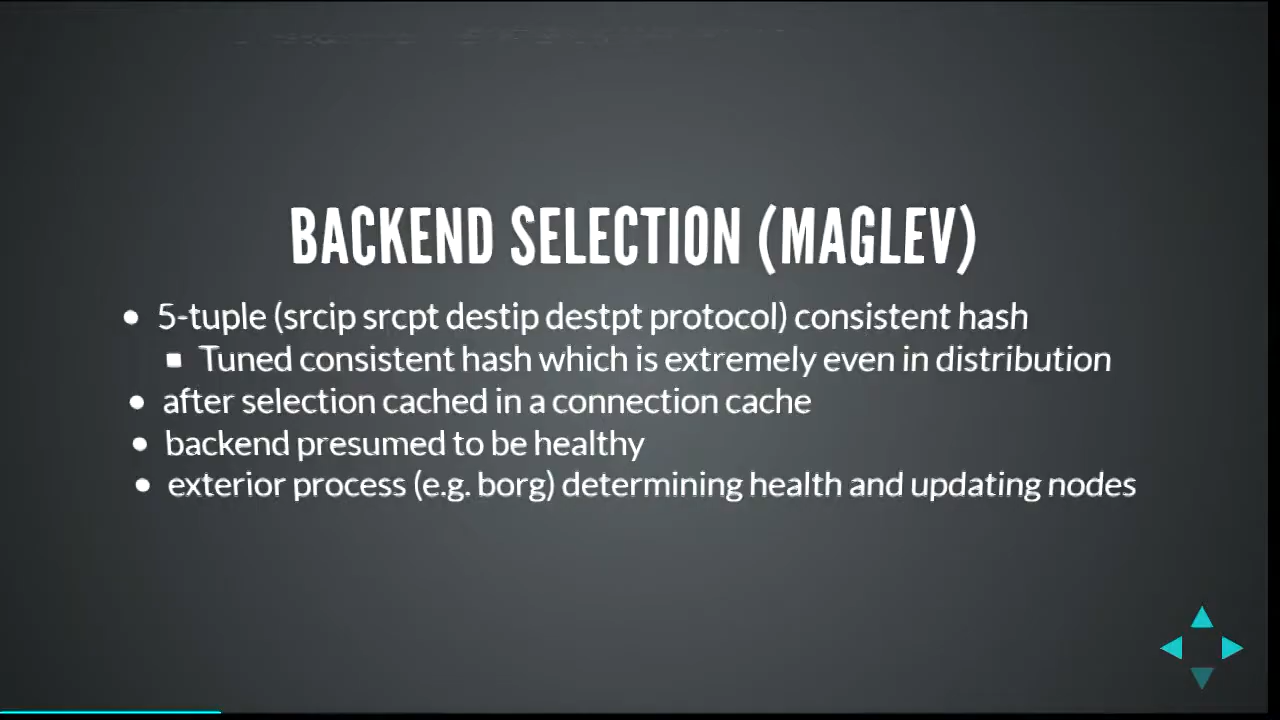 BACKEND SELECTION (MAGLEV)
5-tuple (srcip srcpt destip destpt protocol) consistent hash
Tuned consistent hash which is extremely even in distribution
after selection cached in a connection cache
backend presumed to be healthy
exterior process (e.g. borg) determining health and updating nodes